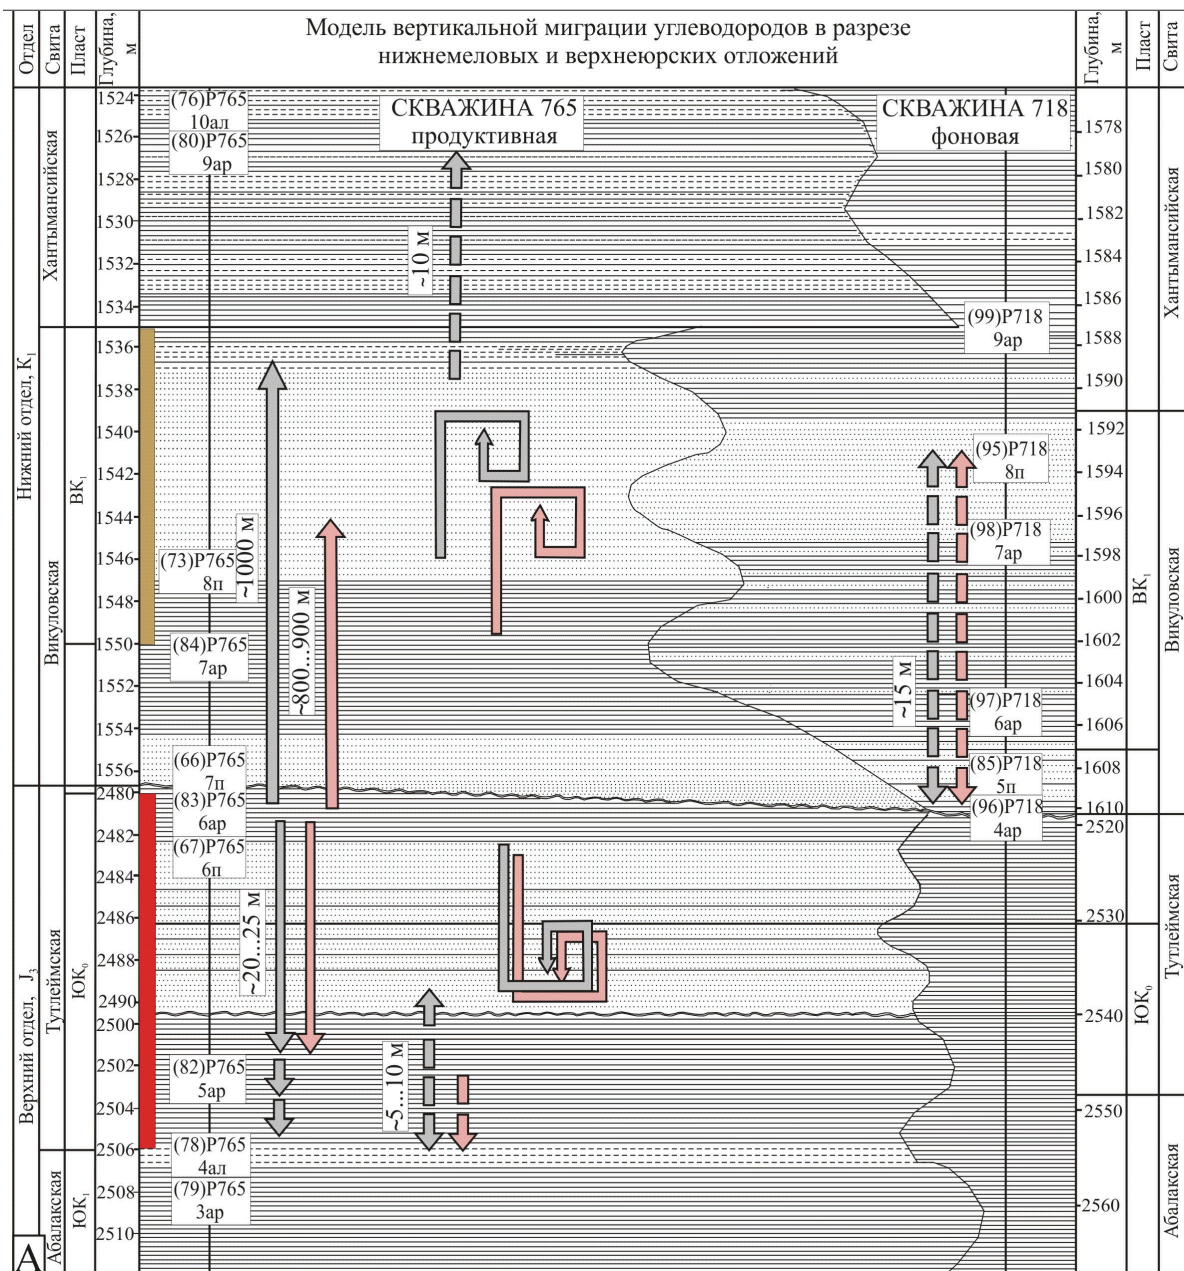 Отдел
Свита
Пласт
Глубина,
м
Модель вертикальной миграции углеводородов в разрезе
нижнемеловых и верхнеюрских отложений
Глубина,
м
Пласт
Свита
СКВАЖИНА 765
продуктивная
СКВАЖИНА 718
фоновая
Нижний отдел, K₁
Верхний отдел, J₃
Хантымансийская
Викуловская
Тутлеймская
Абалакская
ВК₁
ЮК₀
ЮК₁
1524
1526
1528
1530
1532
1534
1536
1538
1540
1542
1544
1546
1548
1550
1552
1554
1556
2480
2482
2484
2486
2488
2490
2500
2502
2504
2506
2508
2510
(76)Р765
10ал
(80)Р765
9ар
(73)Р765
8п
(84)Р765
7ар
(66)Р765
7п
(83)Р765
6ар
(67)Р765
6п
(82)Р765
5ар
(78)Р765
4ал
(79)Р765
3ар
~10 м
~1000 м
~800...900 м
~20...25 м
~5...10 м
~15 м
(99)Р718
9ар
(95)Р718
8п
(98)Р718
7ар
(97)Р718
6ар
(85)Р718
5п
(96)Р718
4ар
1578
1580
1582
1584
1586
1588
1590
1592
1594
1596
1598
1600
1602
1604
1606
1608
1610
2520
2530
2540
2550
2560
ВК₁
ЮК₀
Хантымансийская
Викуловская
Тутлеймская
Абалакская
А